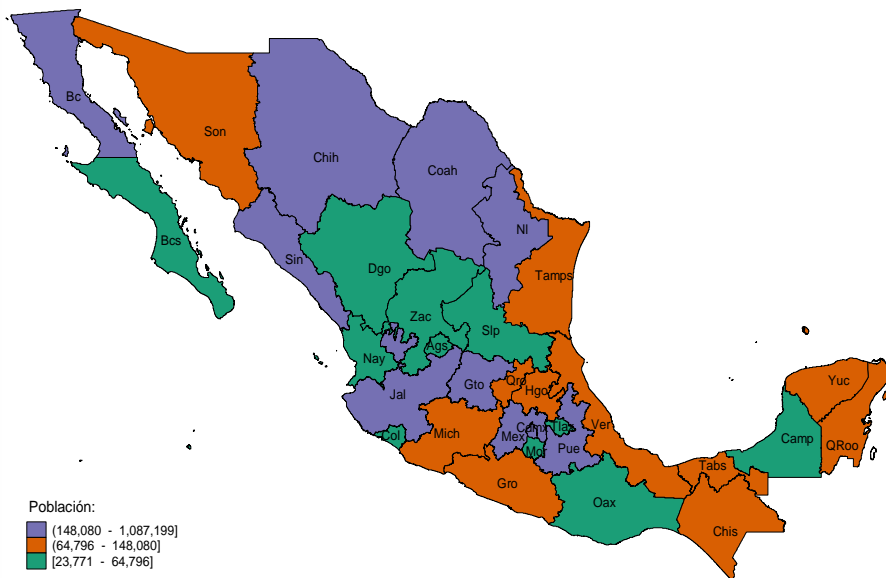 Bc
Son
Chih
Coah
Bcs
Sin
Nl
Dgo
Tamps
Zac
Slp
Nay
Ags
Jal
Gto
Qro
Hgo
Yuc
Col
Mich
Mex
Cdmx
Tlax
Ver
Camp
QRoo
Mor
Pue
Tabs
Gro
Oax
Chis
Población:
(148,080 - 1,087,199]
(64,796 - 148,080]
[23,771 - 64,796]